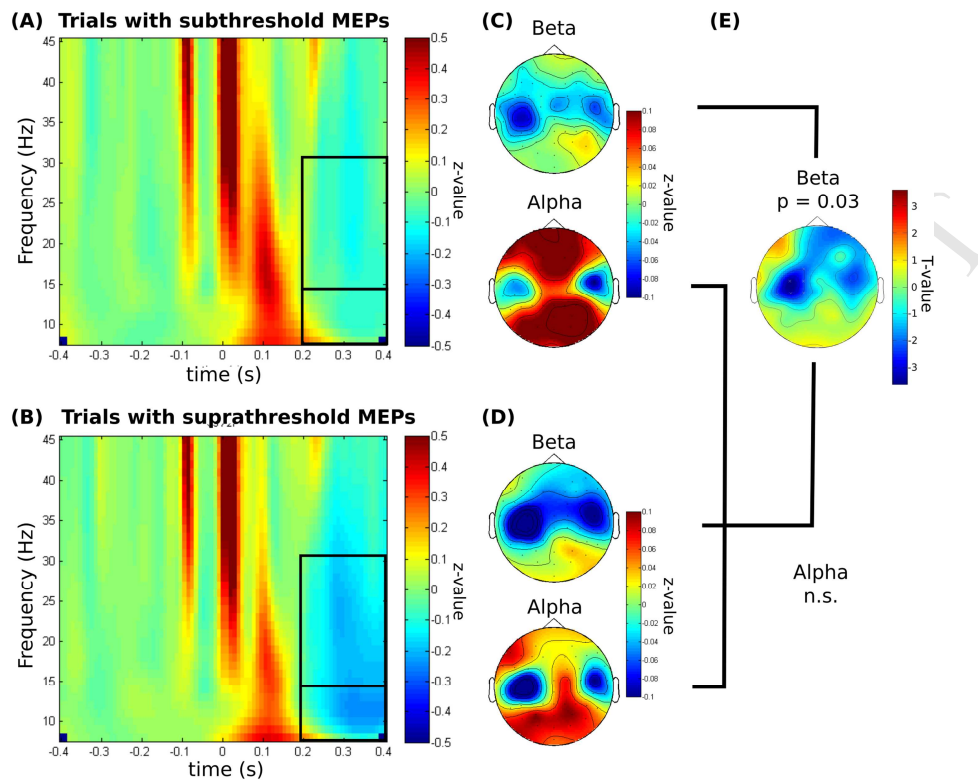 (A) Trials with subthreshold MEPs
45
40
35
30
25
20
15
10
Frequency (Hz)
-0.4 -0.3 -0.2 -0.1 0 0.1 0.2 0.3 0.4
time (s)
0.5
0.4
0.3
0.2
0.1
0
-0.1
-0.2
-0.3
-0.4
-0.5
z-value
(B) Trials with suprathreshold MEPs
45
40
35
30
25
20
15
10
Frequency (Hz)
-0.4 -0.3 -0.2 -0.1 0 0.1 0.2 0.3 0.4
time (s)
0.5
0.4
0.3
0.2
0.1
0
-0.1
-0.2
-0.3
-0.4
-0.5
z-value
(C)
Beta
Alpha
0.1
0.08
0.06
0.04
0.02
0
-0.02
-0.04
-0.06
-0.08
-0.1
z-value
(D)
Beta
Alpha
0.1
0.08
0.06
0.04
0.02
0
-0.02
-0.04
-0.06
-0.08
-0.1
z-value
(E)
Beta
p = 0.03
3
2
1
0
-1
-2
-3
T-value
Alpha
n.s.